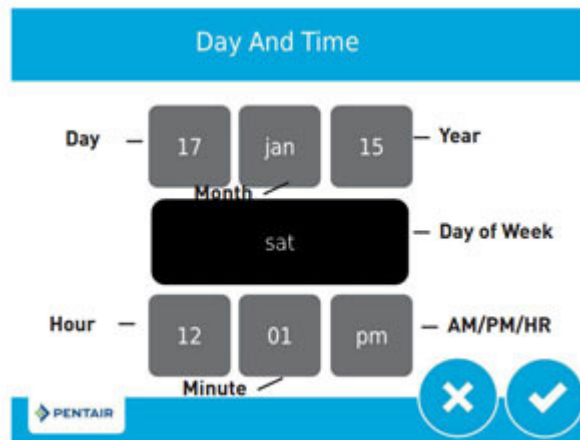 Day And Time
Day 17 jan 15 Year
Month
sat Day of Week
Hour 12 01 pm AM/PM/HR
Minute
PENTAIR